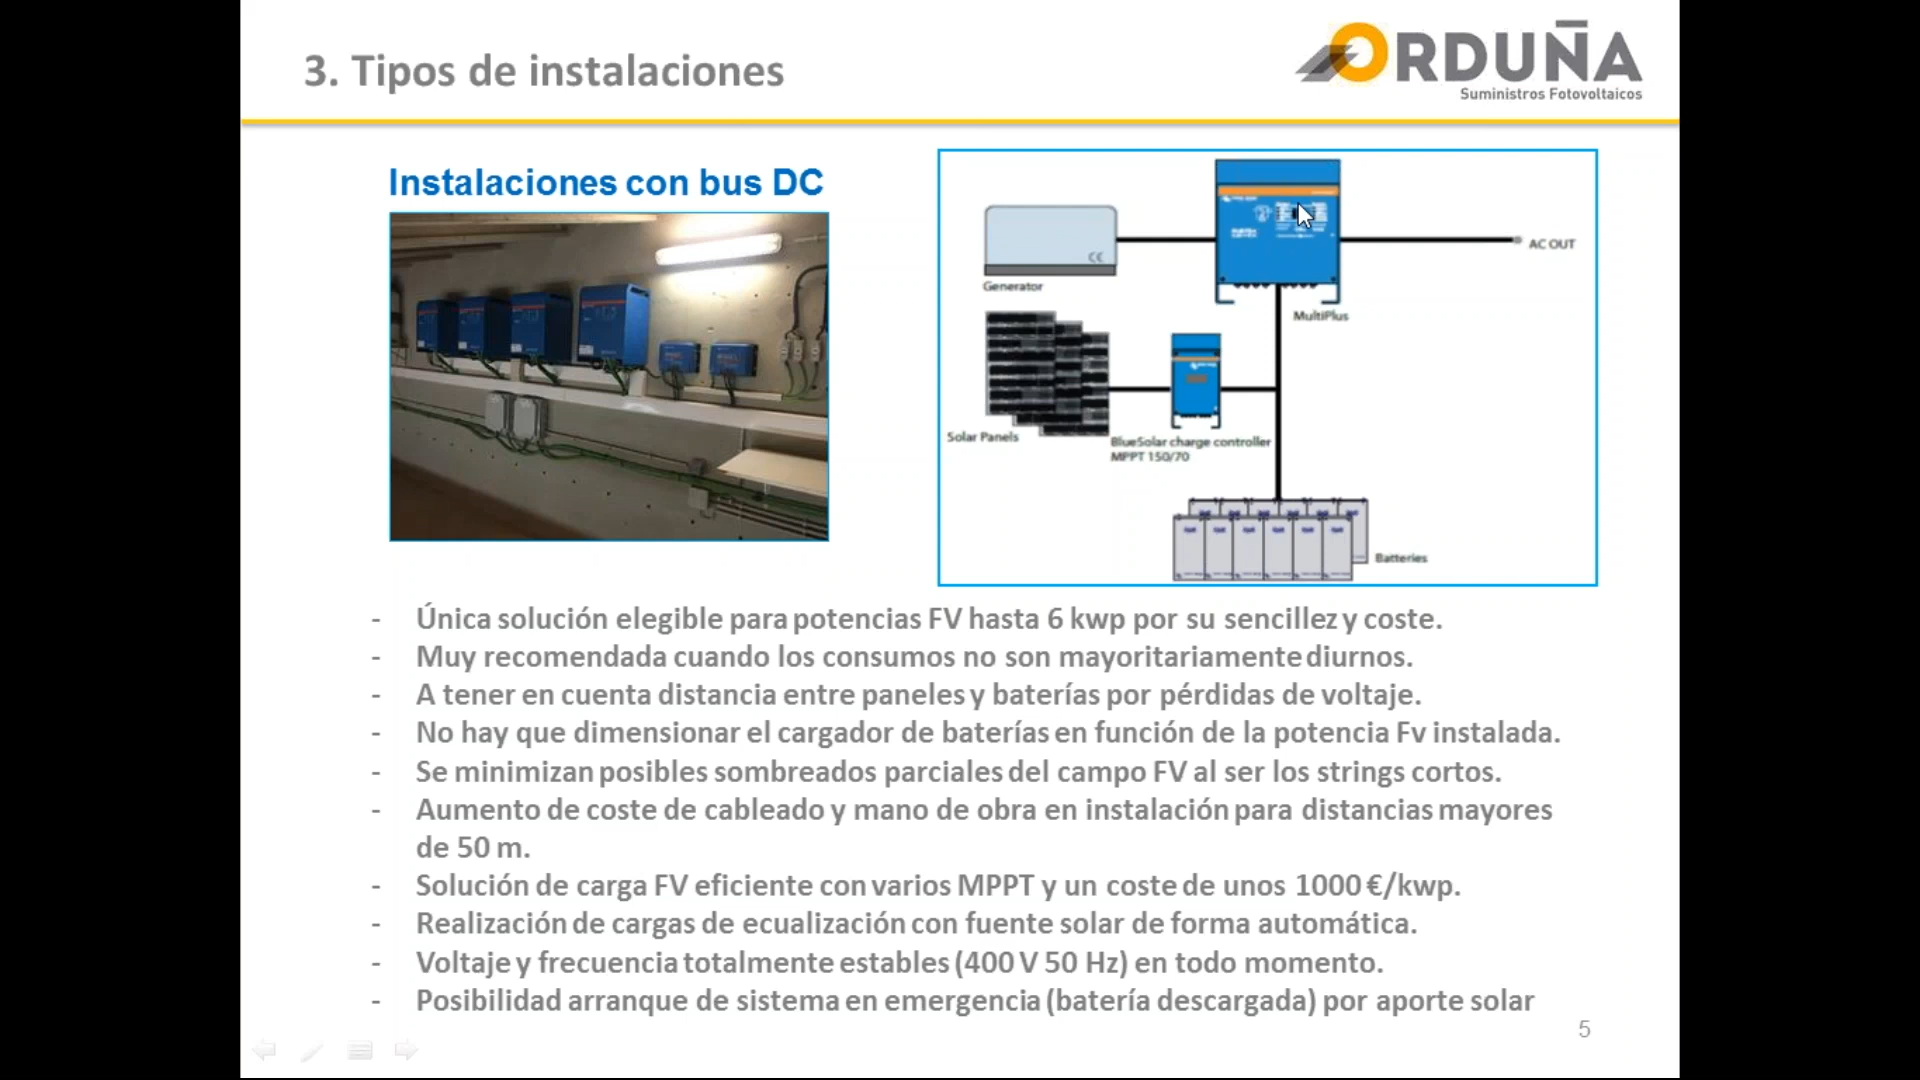 3. Tipos de instalaciones
ORDUÑA
Suministros Fotovoltaicos
Instalaciones con bus DC
CE
Generator
AC OUT
MultiPlus
Solar Panels
BlueSolar charge controller
MPPT 150/70
Batteries
- Única solución elegible para potencias FV hasta 6 kwp por su sencillez y coste.
- Muy recomendada cuando los consumos no son mayoritariamente diurnos.
- A tener en cuenta distancia entre paneles y baterías por pérdidas de voltaje.
- No hay que dimensionar el cargador de baterías en función de la potencia Fv instalada.
- Se minimizan posibles sombreados parciales del campo FV al ser los strings cortos.
- Aumento de coste de cableado y mano de obra en instalación para distancias mayores
de 50 m.
- Solución de carga FV eficiente con varios MPPT y un coste de unos 1000 €/kwp.
- Realización de cargas de ecualización con fuente solar de forma automática.
- Voltaje y frecuencia totalmente estables (400 V 50 Hz) en todo momento.
- Posibilidad arranque de sistema en emergencia (batería descargada) por aporte solar
5